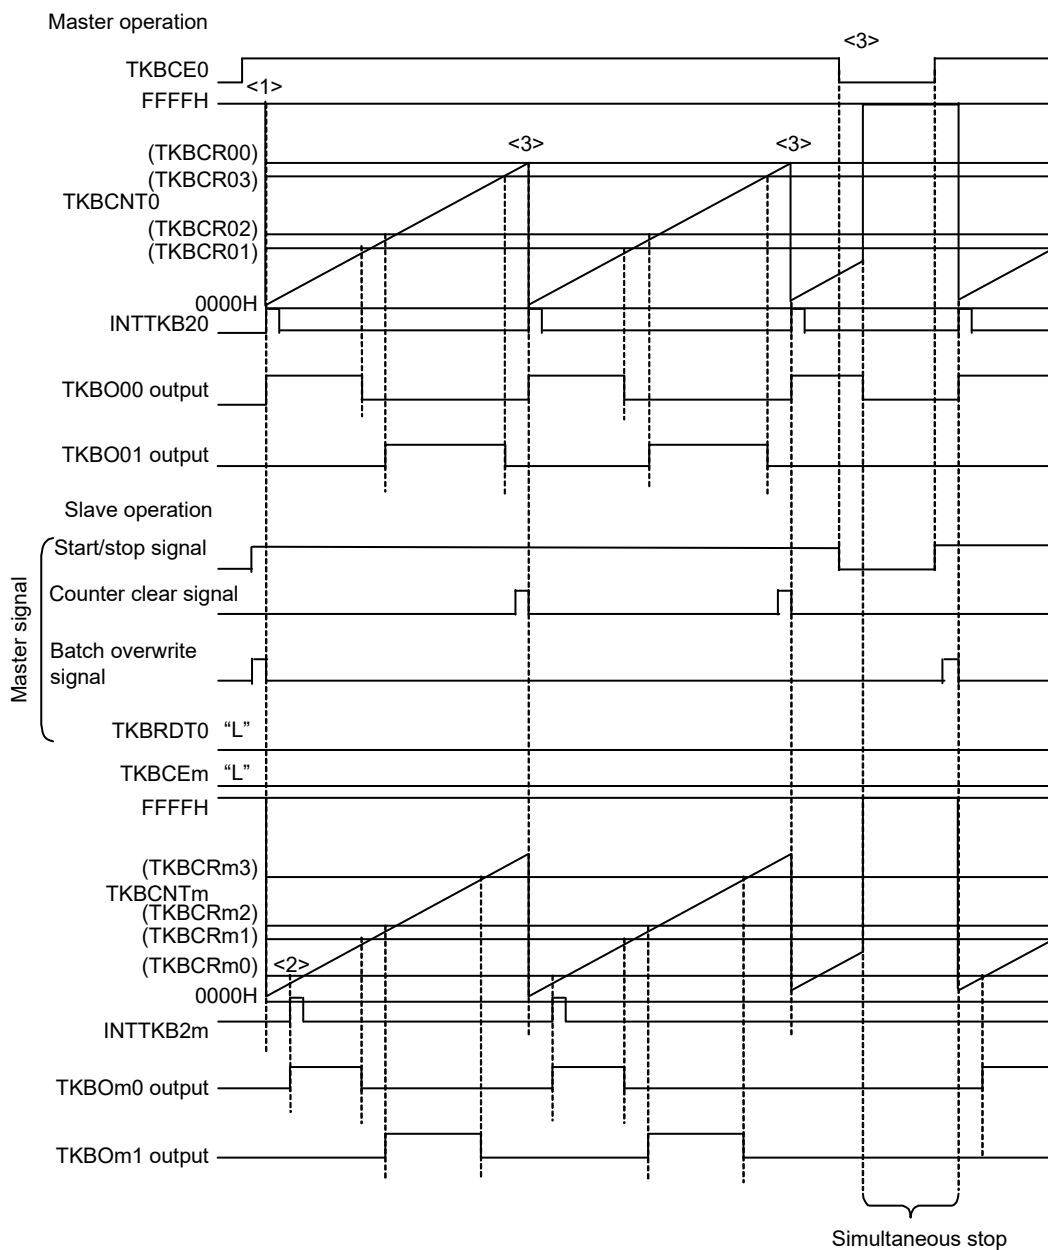 Master operation
<3>
TKBCE0
<1>
FFFFH
(TKBCR00)
<3>
<3>
(TKBCR03)
TKBCNT0
(TKBCR02)
(TKBCR01)
0000H
INTTKB20
TKBO00 output
TKBO01 output
Slave operation
Master signal
Start/stop signal
Counter clear signal
Batch overwrite
signal
TKBRDT0 “L”
TKBCEm “L”
FFFFH
(TKBCRm3)
TKBCNTm
(TKBCRm2)
(TKBCRm1)
(TKBCRm0)
<2>
0000H
INTTKB2m
TKBOm0 output
TKBOm1 output
Simultaneous stop